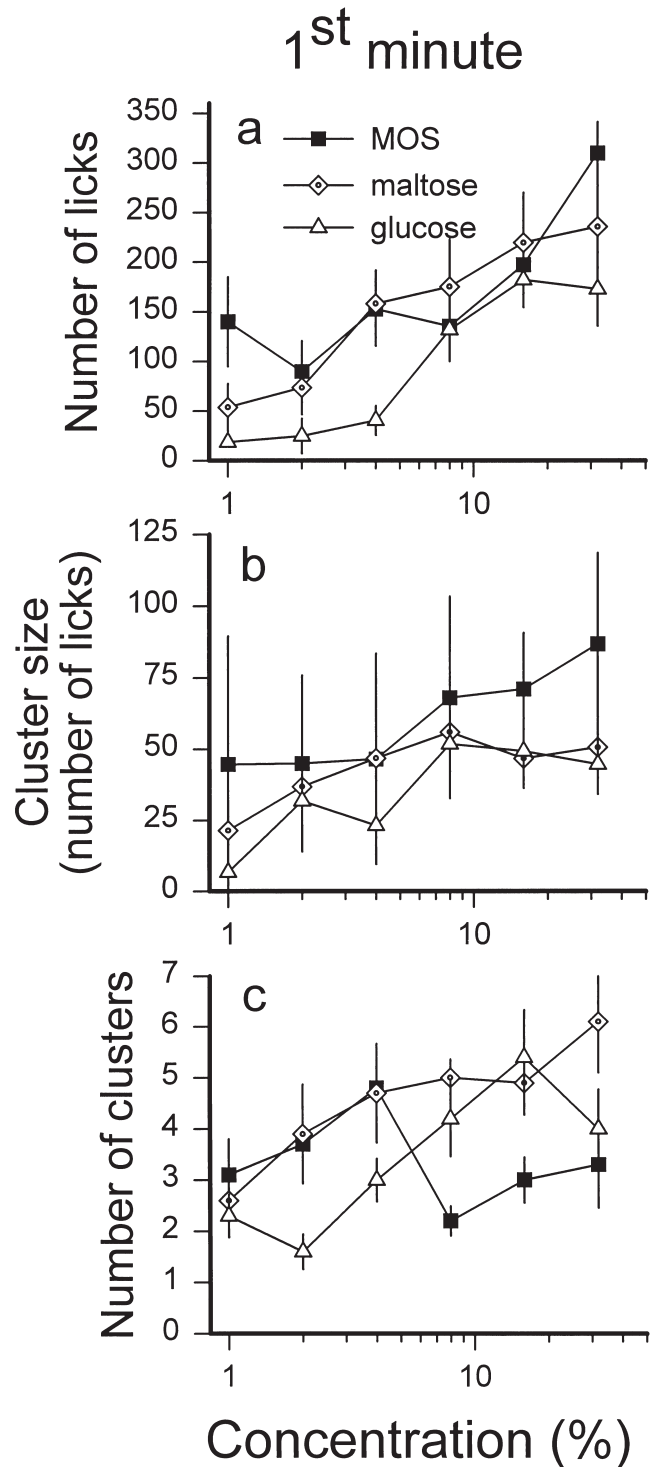 1st minute
a
MOS
maltose
glucose
Number of licks
350
300
250
200
150
100
50
0
1
10
b
Cluster size
(number of licks)
125
100
75
50
25
0
1
10
c
Number of clusters
7
6
5
4
3
2
1
0
1
10
Concentration (%)